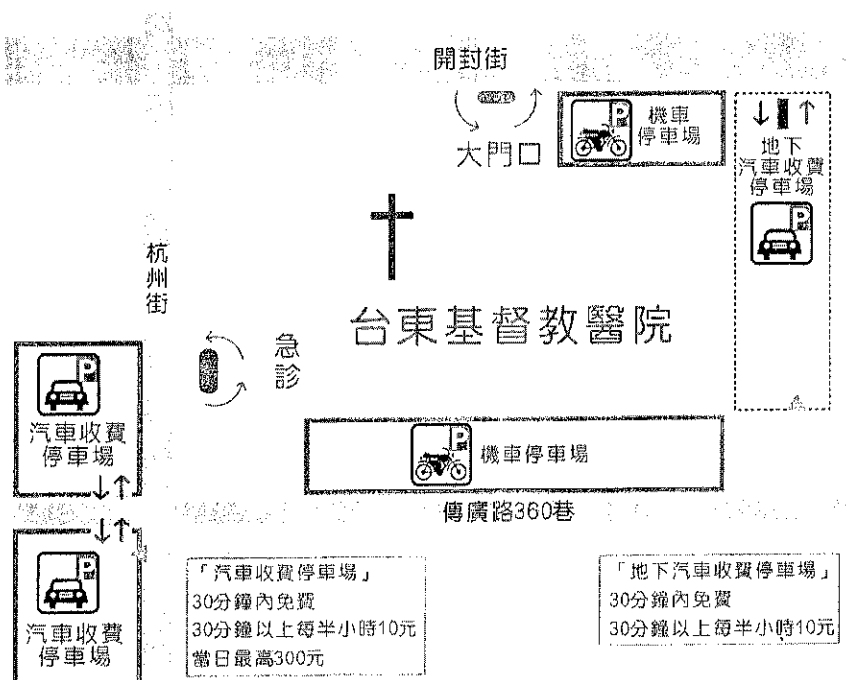 開封街
大門口
機車
停車場
地下
汽車收費
停車場
杭州街
台東基督教醫院
急診
汽車收費
停車場
機車停車場
傳廣路360巷
汽車收費
停車場
「汽車收費停車場」
30分鐘內免費
30分鐘以上每半小時10元
當日最高300元
「地下汽車收費停車場」
30分鐘內免費
30分鐘以上每半小時10元